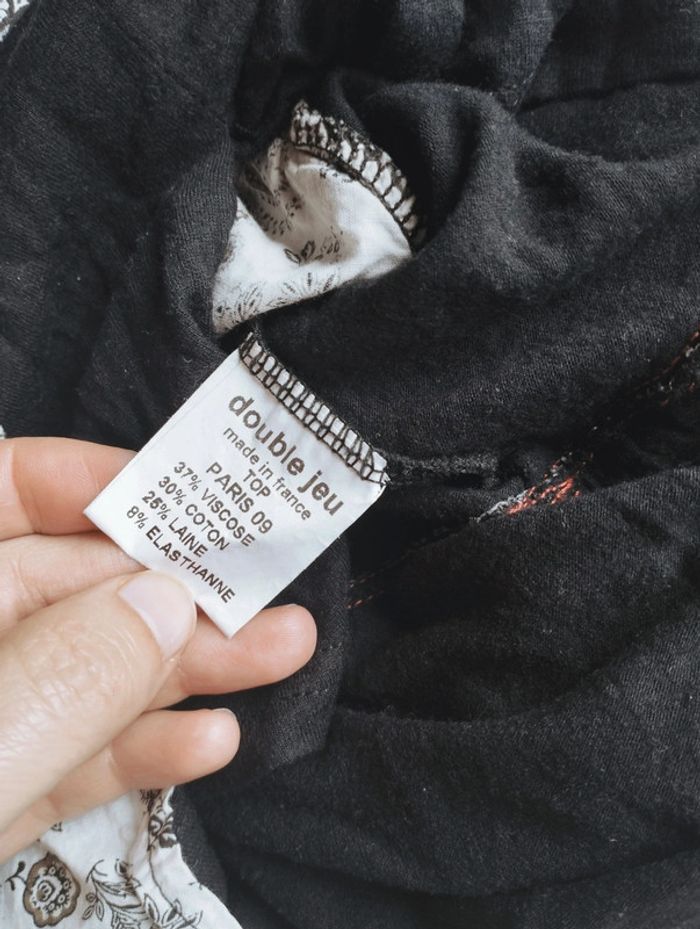 double jeu
made in france
TOP
PARIS 09
37% VISCOSE
30% COTON
25% LAINE
8% ELASTHANNE